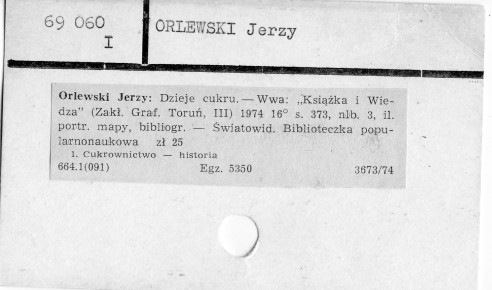 69 060
I
ORLEWSKI Jerzy
Orlewski Jerzy: Dzieje cukru. — Wwa: „Książka i Wie-
dza" (Zakł. Graf. Toruń, III) 1974 16° s. 373, nlb. 3, il.
portr. mapy, bibliogr. — Światowid. Biblioteczka popu-
larnonaukowa zł 25
1. Cukrownictwo — historia
664.1(091) Egz. 5350 3673/74